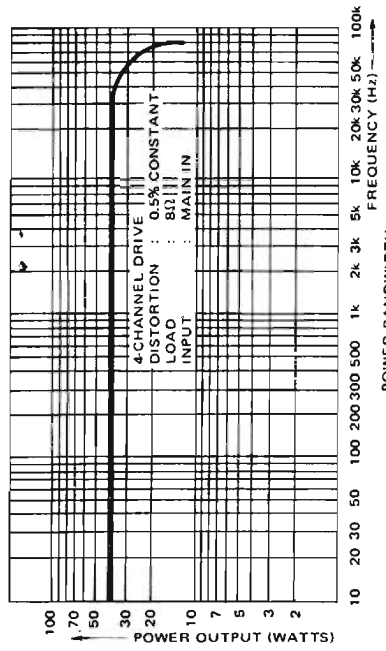 100
70
50
30
20
10
7
5
3
2
POWER OUTPUT (WATTS)
4-CHANNEL DRIVE
DISTORTION : 0.5% CONSTANT
LOAD : 8Ω
INPUT : MAIN IN
10 20 30 50 100 200 300 500 1k 2k 3k 5k 10k 20k 30k 50k 100k
FREQUENCY (Hz)